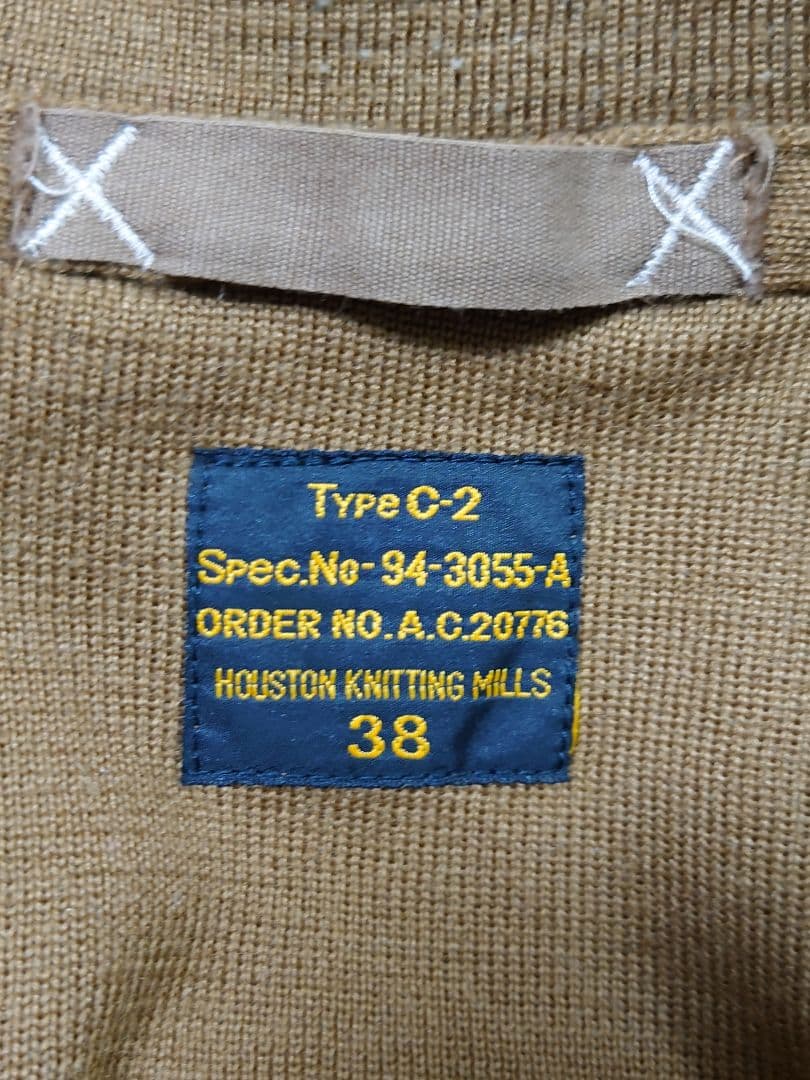 Type C-2
Spec.No-94-3055-A
ORDER NO.A.C.20776
HOUSTON KNITTING MILLS
38